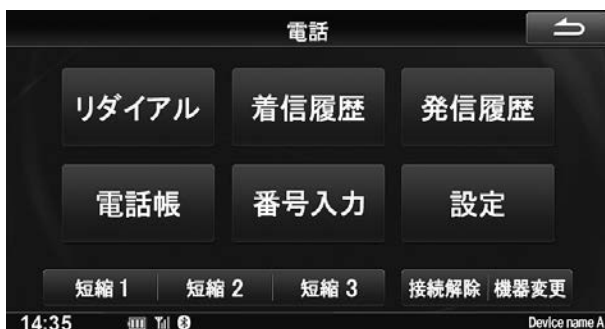 電話
リダイアル 着信履歴 発信履歴
電話帳 番号入力 設定
短縮 1 短縮 2 短縮 3 接続解除 機器変更
14:35 Device name A